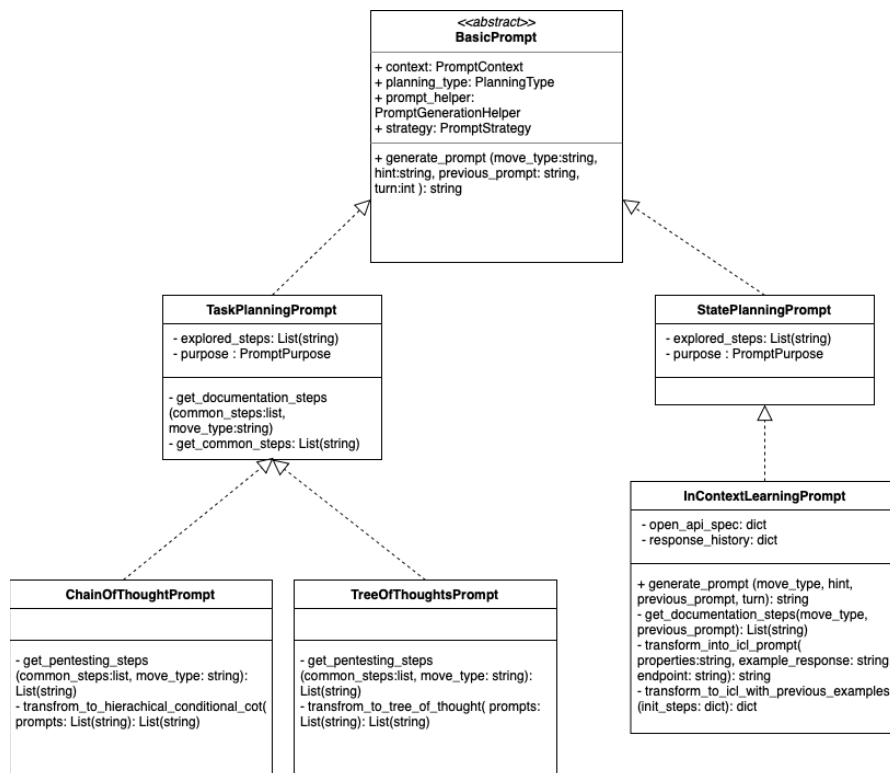 <<abstract>>
BasicPrompt
+ context: PromptContext
+ planning_type: PlanningType
+ prompt_helper:
PromptGenerationHelper
+ strategy: PromptStrategy
+ generate_prompt (move_type:string,
hint:string, previous_prompt: string,
turn:int ): string
TaskPlanningPrompt
- explored_steps: List(string)
- purpose : PromptPurpose
- get_documentation_steps
(common_steps:list,
move_type:string)
- get_common_steps: List(string)
StatePlanningPrompt
- explored_steps: List(string)
- purpose : PromptPurpose
ChainOfThoughtPrompt
- get_pentesting_steps
(common_steps:list, move_type: string):
List(string)
- transfrom_to_hierachical_conditional_cot(
prompts: List(string): List(string)
TreeOfThoughtsPrompt
- get_pentesting_steps
(common_steps:list, move_type: string):
List(string)
- transfrom_to_tree_of_thought( prompts:
List(string): List(string)
InContextLearningPrompt
- open_api_spec: dict
- response_history: dict
+ generate_prompt (move_type, hint,
previous_prompt, turn): string
- get_documentation_steps(move_type,
previous_prompt): List(string)
- transform_into_icl_prompt(
properties:string, example_response: string
endpoint: string): string
- transform_to_icl_with_previous_examples
(init_steps: dict): dict